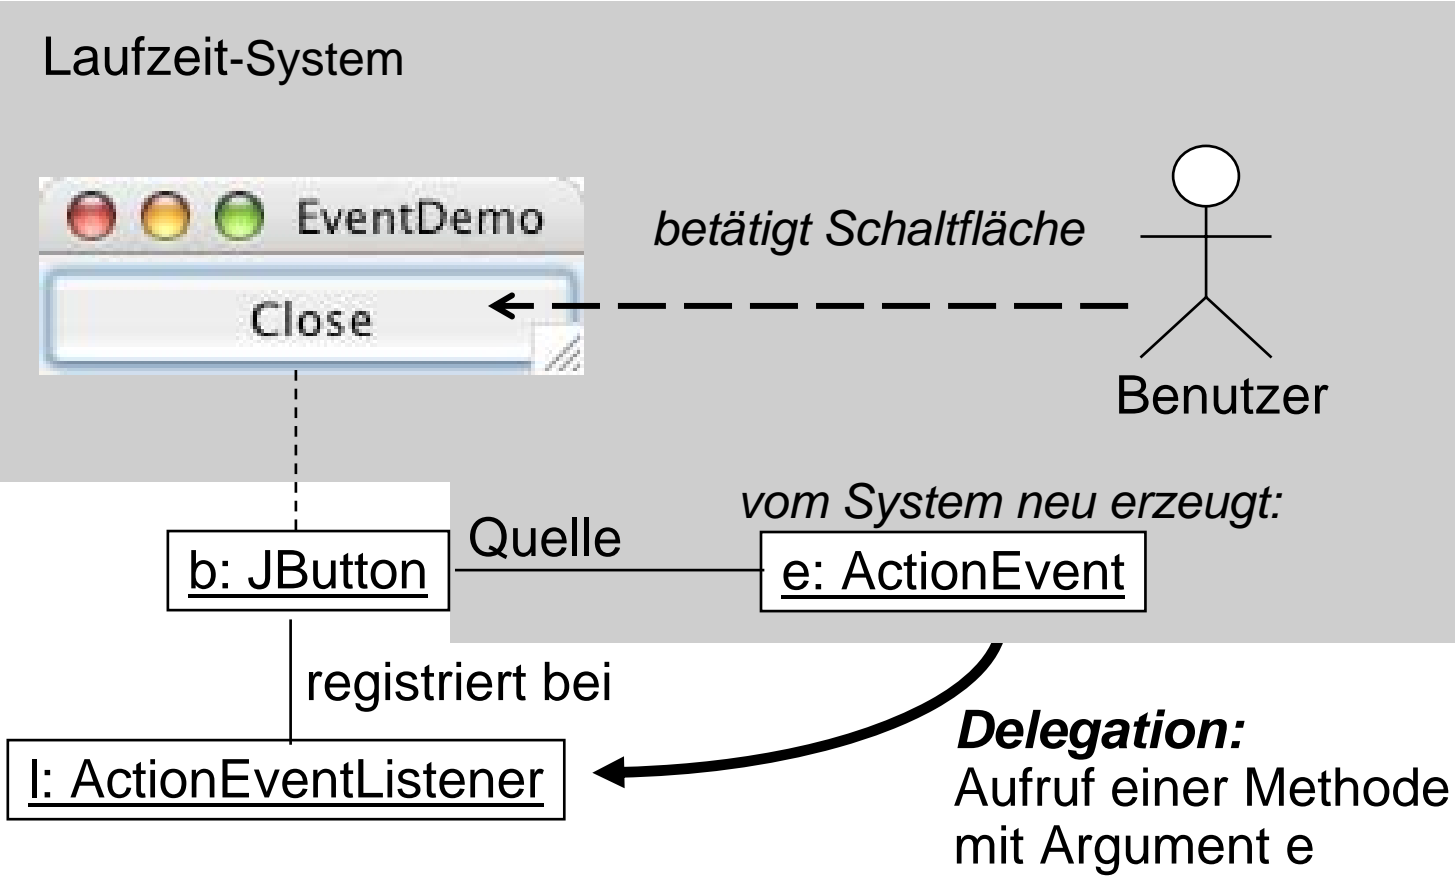 Laufzeit-System
EventDemo
betätigt Schaltfläche
Close
Benutzer
vom System neu erzeugt:
Quelle
b: JButton
e: ActionEvent
registriert bei
l: ActionEventListener
Delegation:
Aufruf einer Methode
mit Argument e